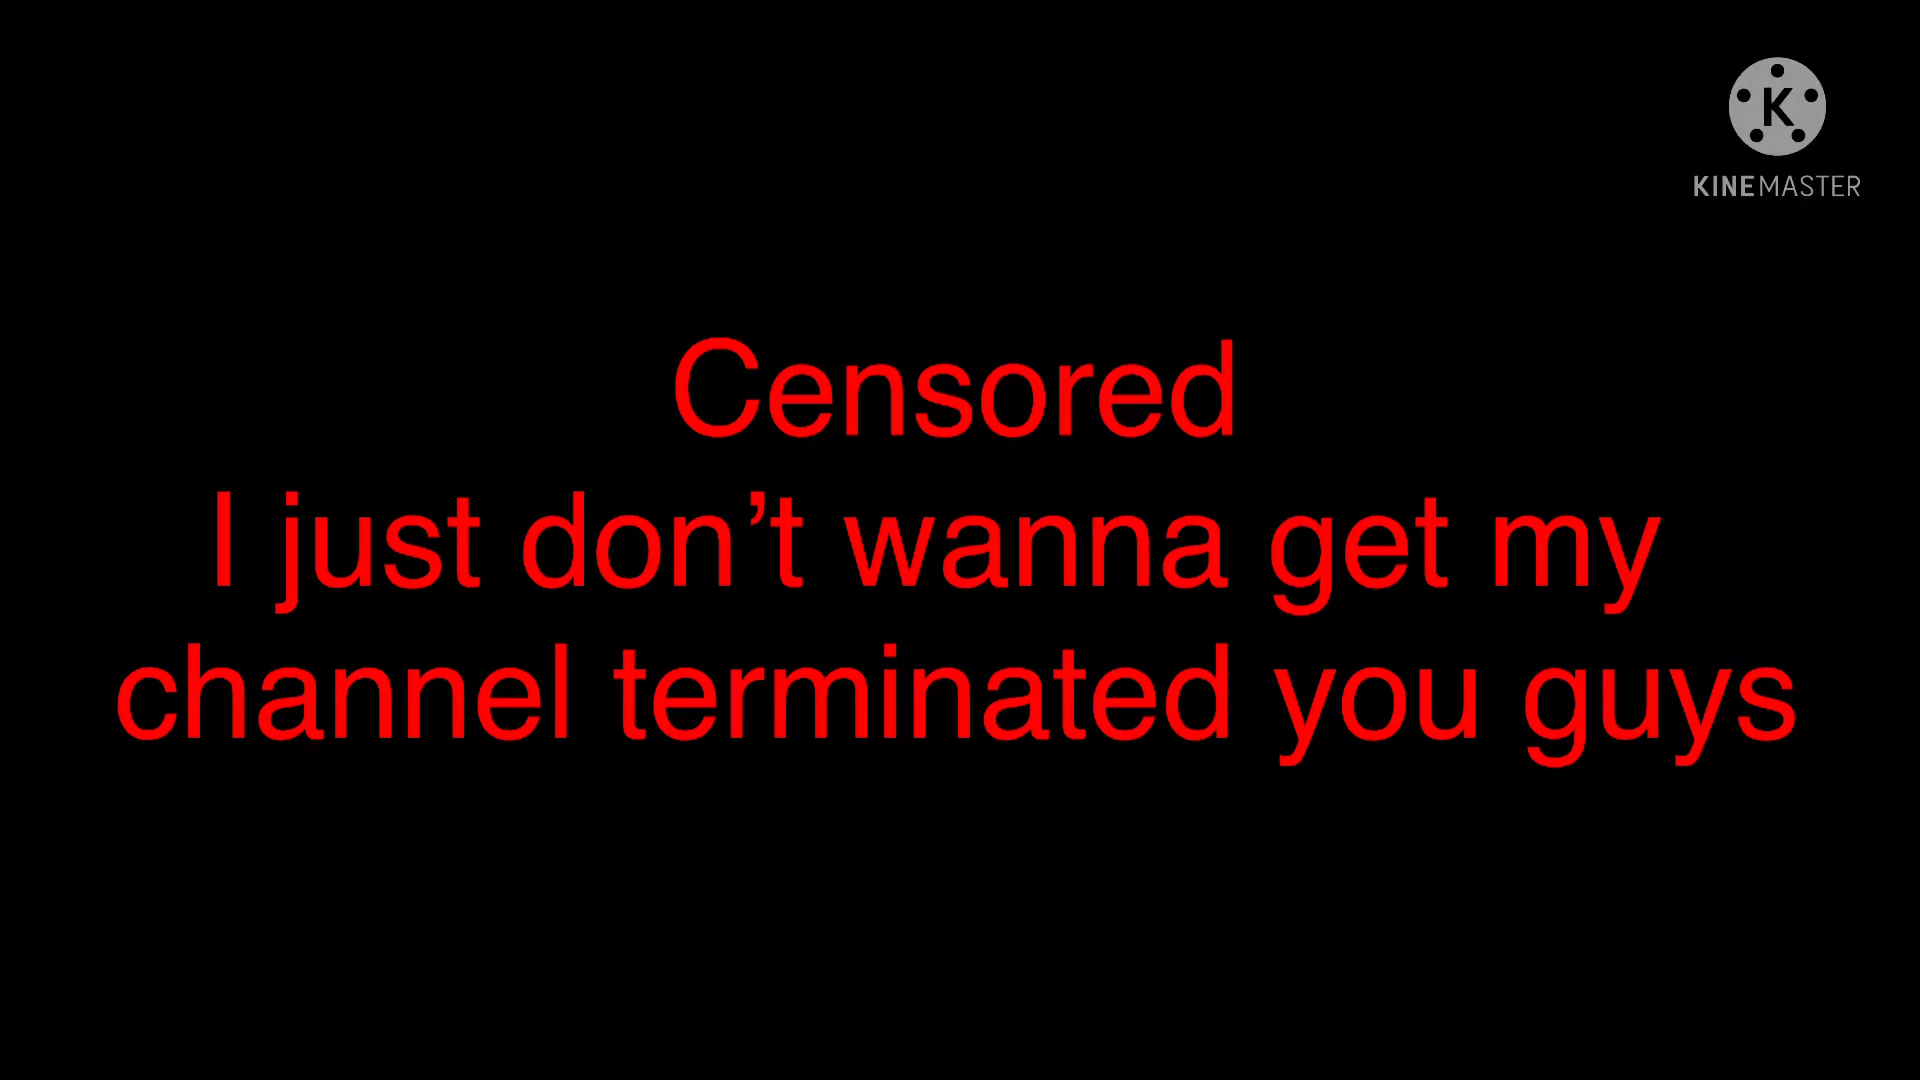 K
KINEMASTER
Censored
I just don’t wanna get my
channel terminated you guys